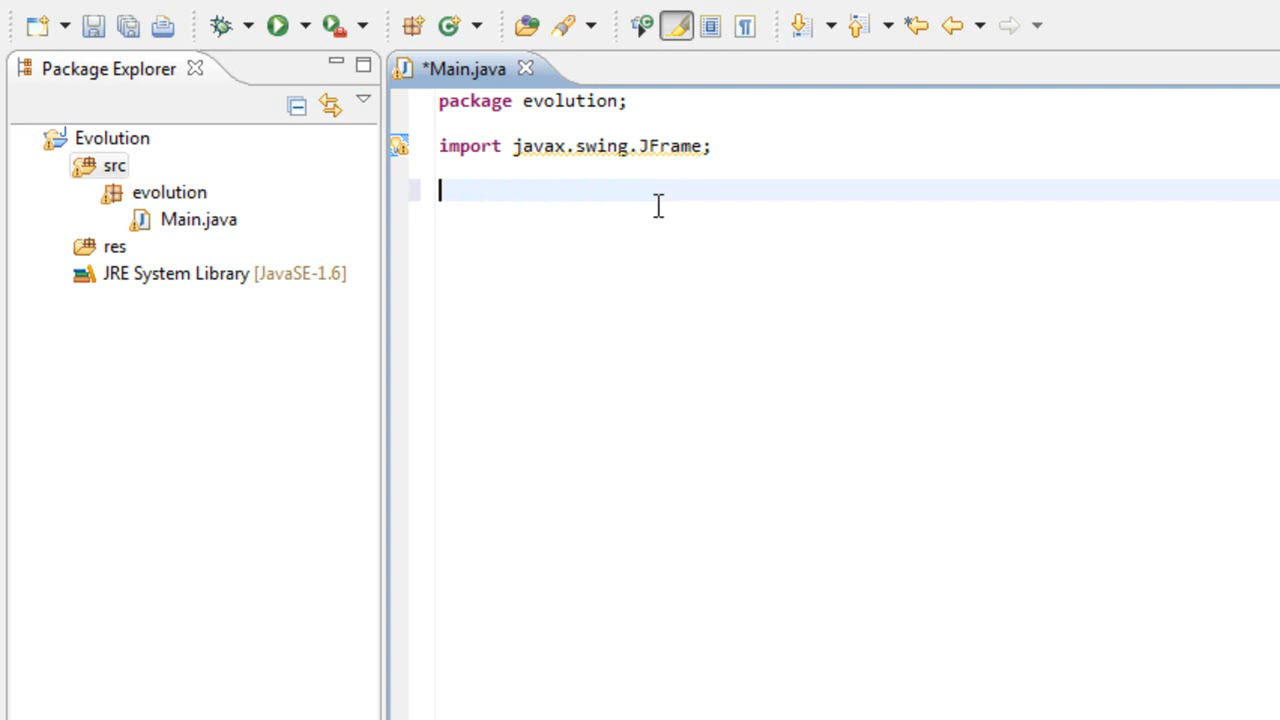 Package Explorer
Evolution
src
evolution
Main.java
res
JRE System Library [JavaSE-1.6]
*Main.java
package evolution;
import javax.swing.JFrame;